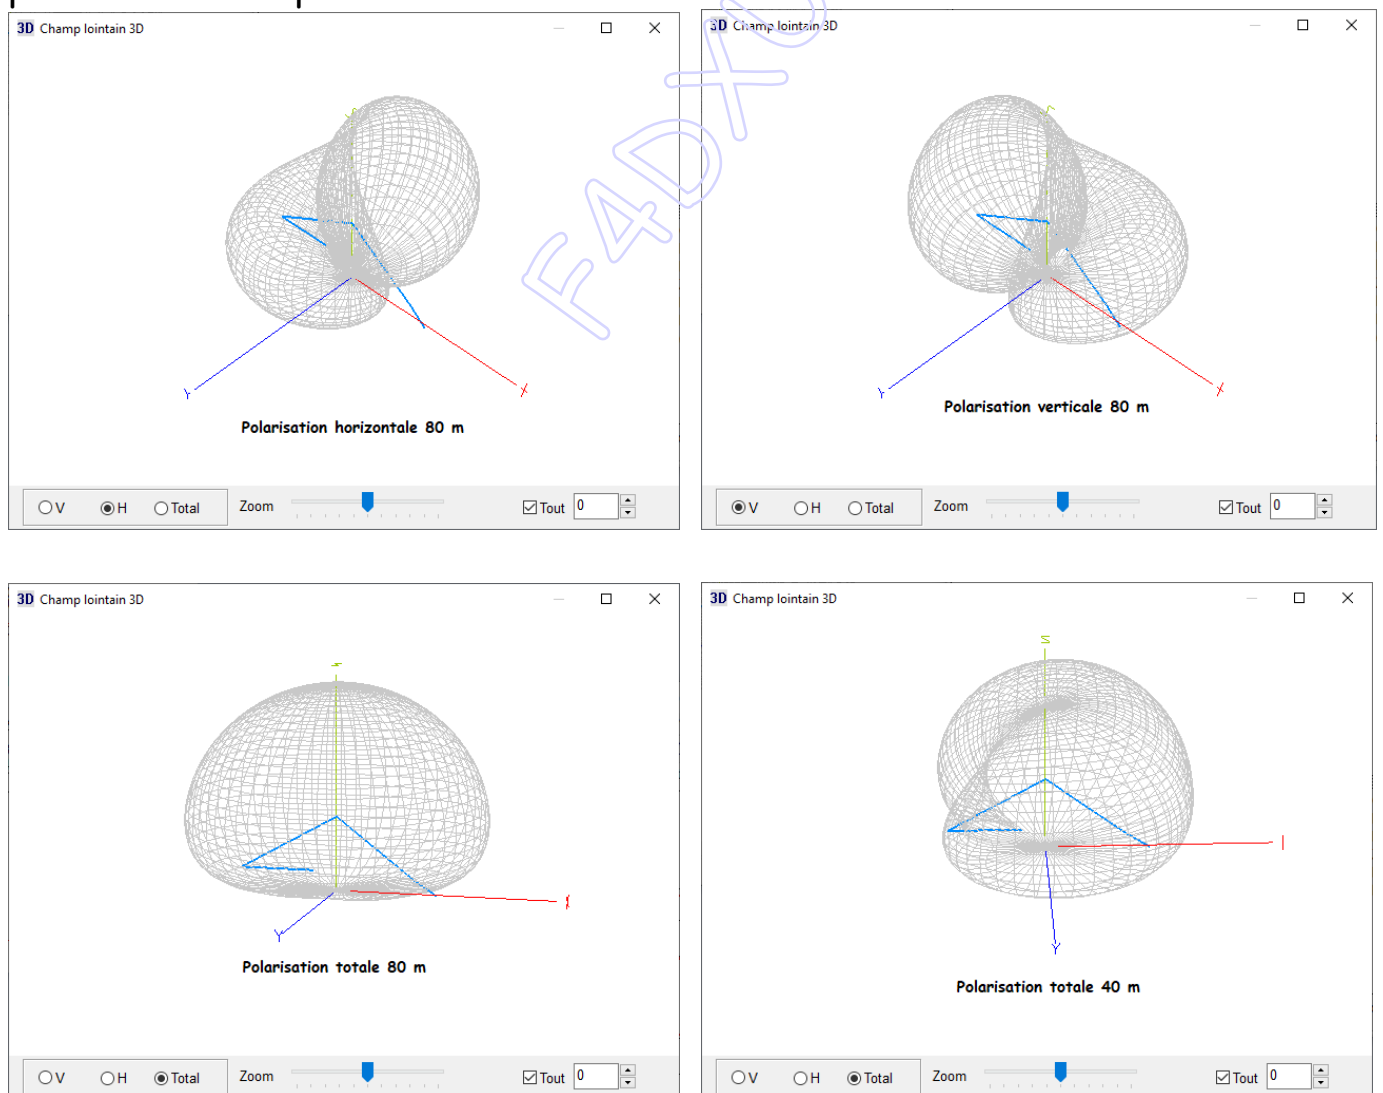 3D Champ lointain 3D
3D Champ lointain 3D
F4DXU
Z
Y
X
Polarisation horizontale 80 m
Y
X
Polarisation verticale 80 m
V H Total Zoom Tout 0
V H Total Zoom Tout 0
3D Champ lointain 3D
3D Champ lointain 3D
Z
Y
Polarisation totale 80 m
Y
Polarisation totale 40 m
V H Total Zoom Tout 0
V H Total Zoom Tout 0